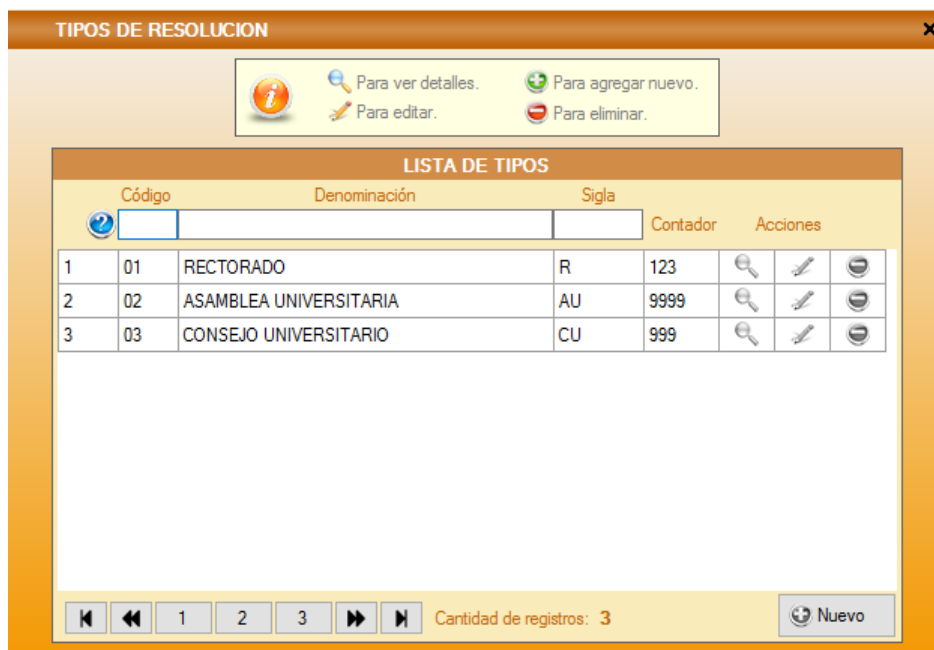 TIPOS DE RESOLUCION
Para ver detalles. Para agregar nuevo.
Para editar. Para eliminar.
LISTA DE TIPOS
Código Denominación Sigla
Contador Acciones
1 01 RECTORADO R 123
2 02 ASAMBLEA UNIVERSITARIA AU 9999
3 03 CONSEJO UNIVERSITARIO CU 999
1 2 3 Cantidad de registros: 3 Nuevo